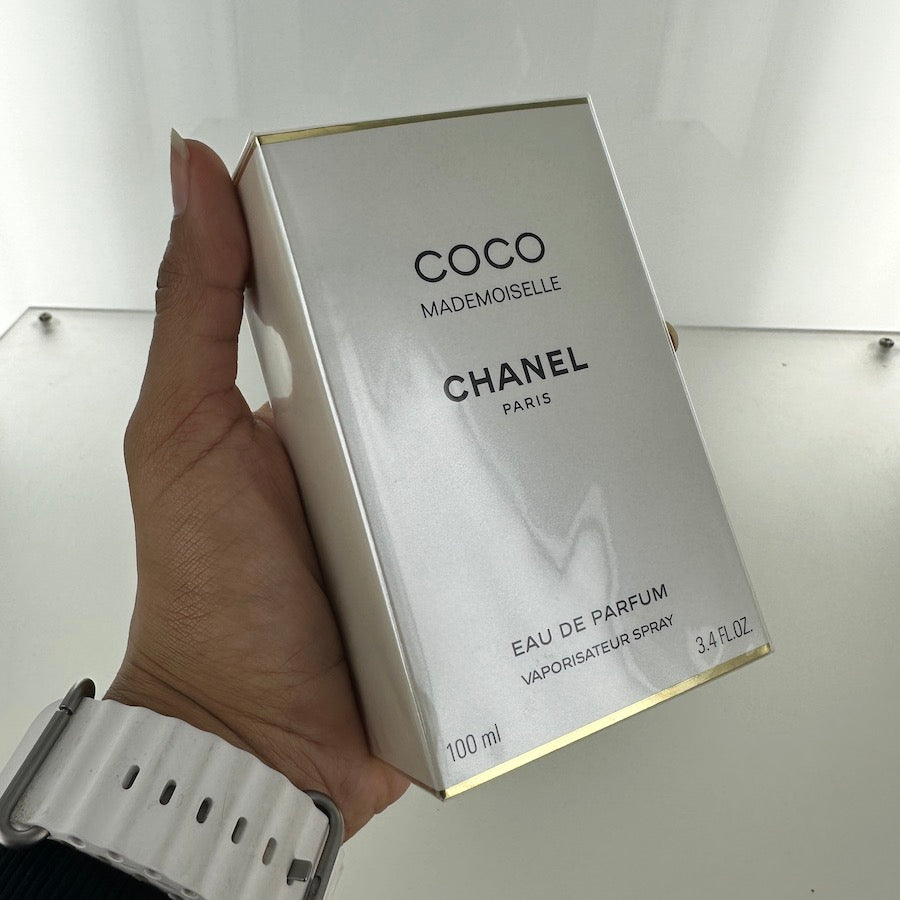 COCO
MADEMOISELLE
CHANEL
PARIS
EAU DE PARFUM
VAPORISATEUR SPRAY
100 ml
3.4 FL.OZ.